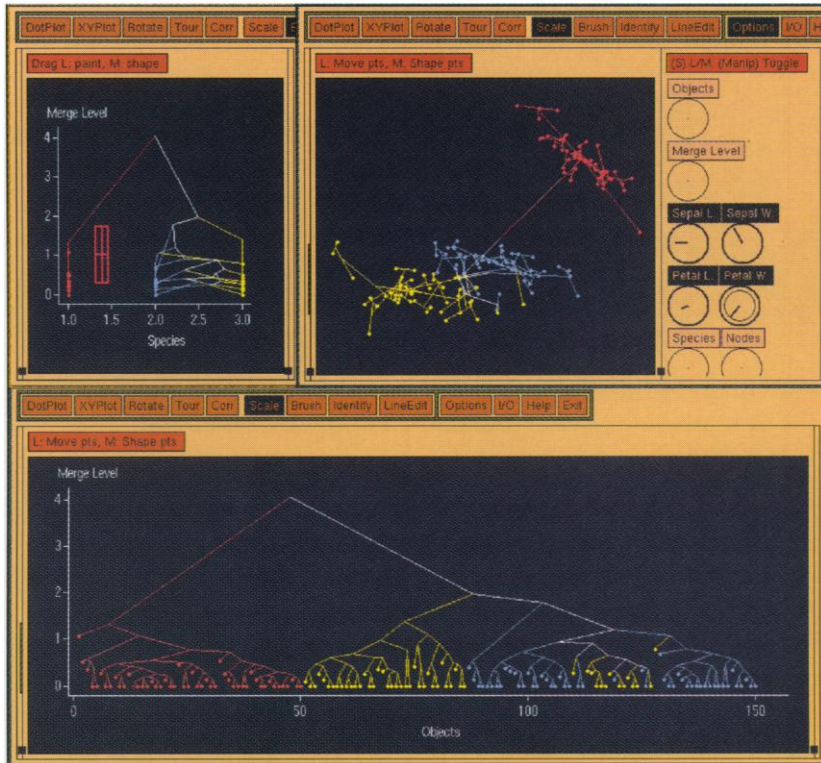 DotPlot XYPlot Rotate Tour Corr Scale
Drag L: paint, M: shape
Merge Level
4
3
2
1
0
1.0 1.5 2.0 2.5 3.0
Species
DotPlot XYPlot Rotate Tour Corr Scale Brush Identify LineEdit Options I/O
L: Move pts, M: Shape pts
(S) L/M: (Manip) Toggle
Objects
Merge Level
Sepal L. Sepal W.
Petal L. Petal W.
Species Nodes
DotPlot XYPlot Rotate Tour Corr Scale Brush Identify LineEdit Options I/O Help Exit
L: Move pts, M: Shape pts
Merge Level
4
3
2
1
0
0 50 100 150
Objects